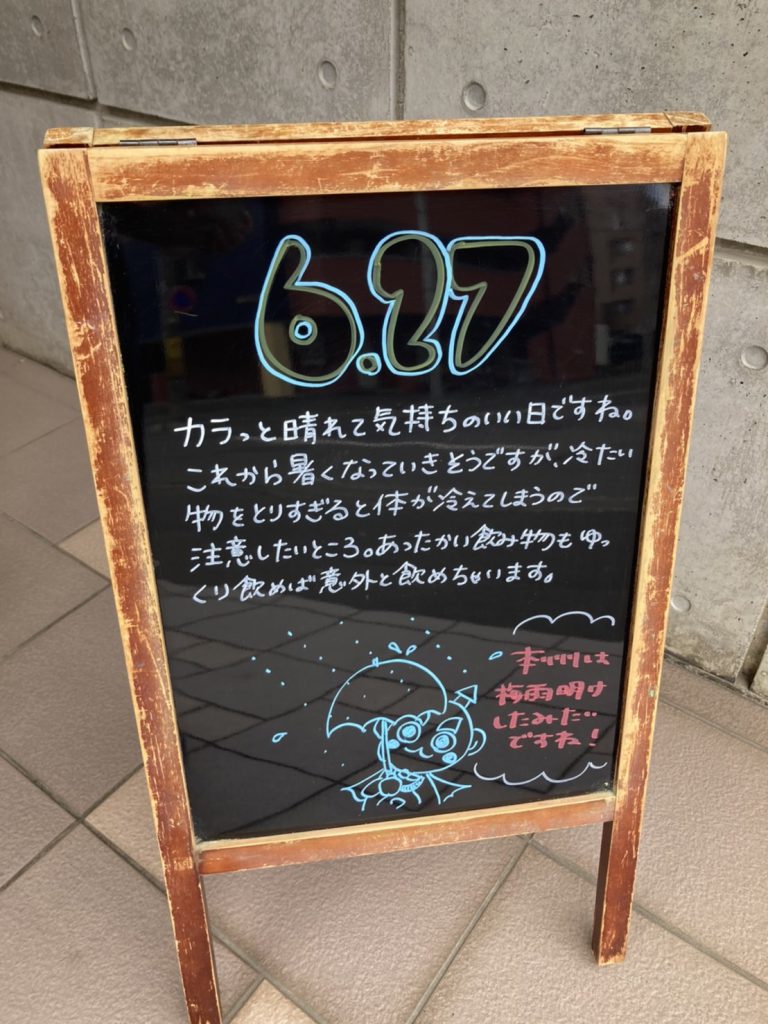 6.27
カラっと晴れて気持ちのいい日ですね。
これから暑くなっていきそうですが、冷たい
物をとりすぎると体が冷えてしまうので
注意したいところ。あったかい飲み物もゆっ
くり飲めば意外と飲めちゃいます。
本州は
梅雨明け
したみたい
ですね！